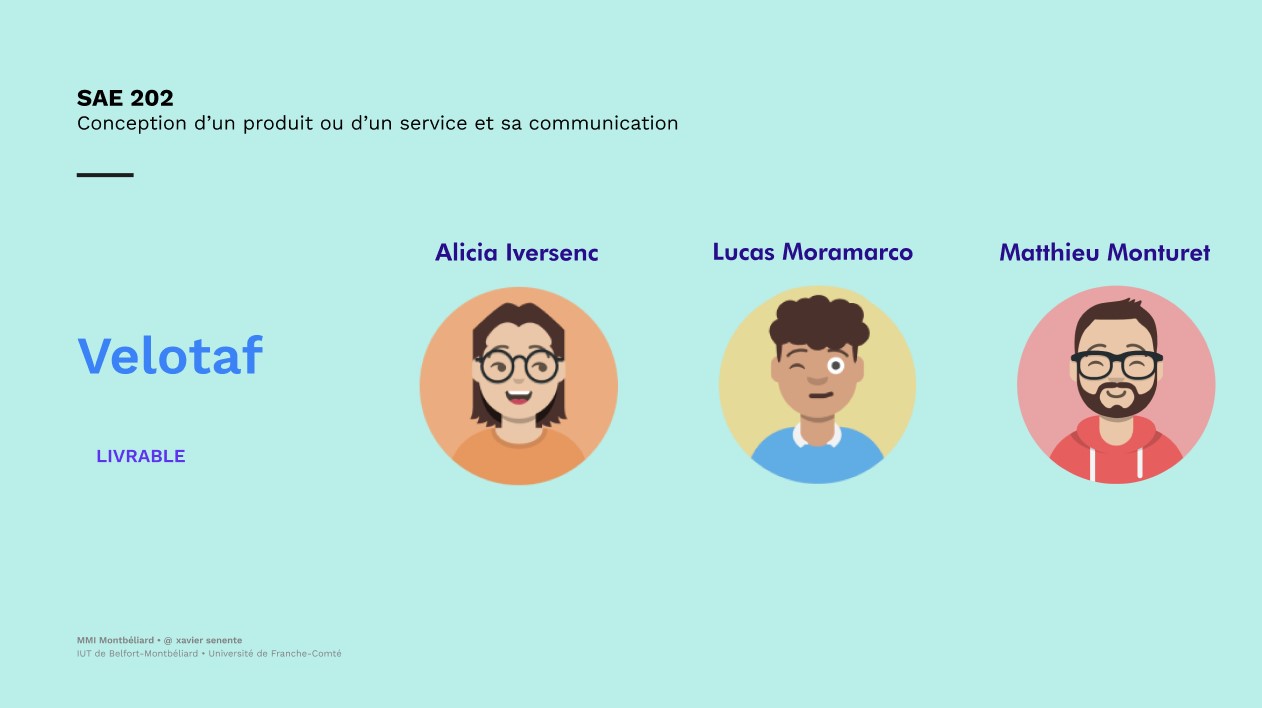 SAE 202
Conception d’un produit ou d’un service et sa communication
Alicia Iversenc
Lucas Moramarco
Matthieu Monturet
Velotaf
LIVRABLE
MMI Montbéliard • @ xavier senente
IUT de Belfort-Montbéliard • Université de Franche-Comté